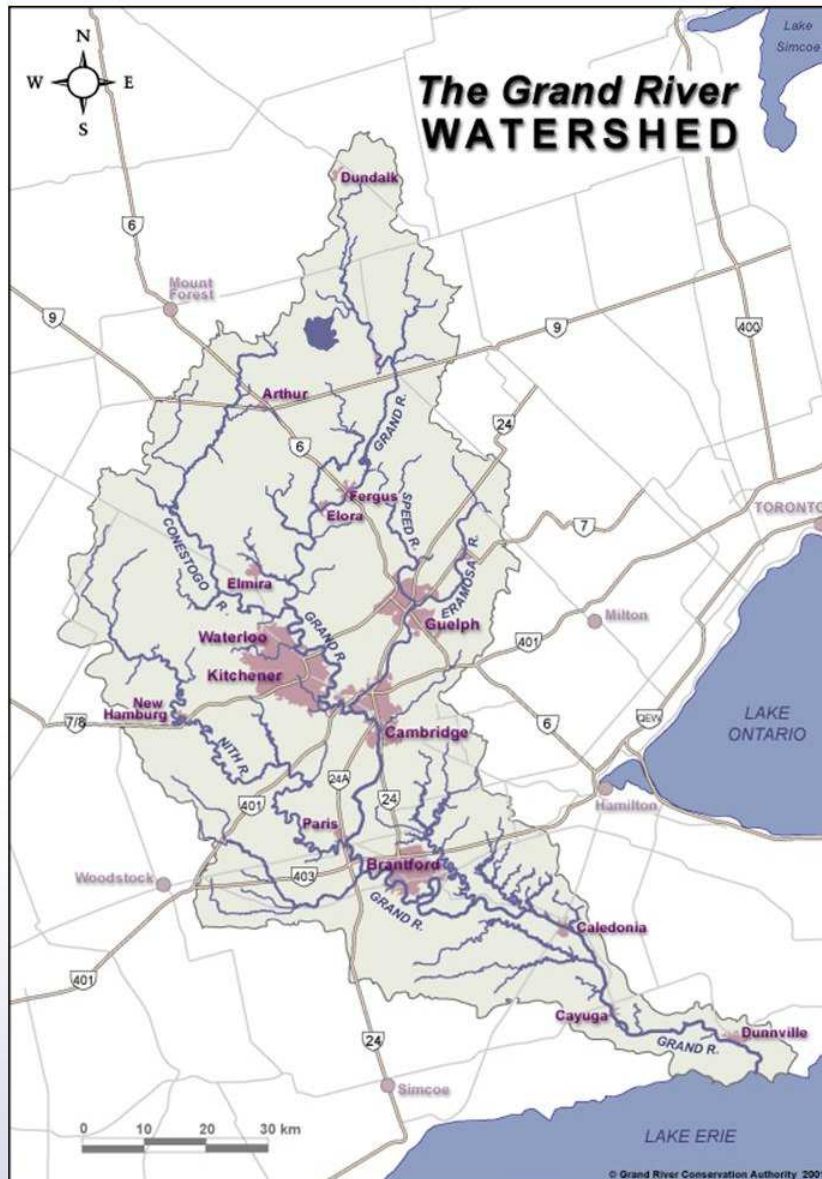 N
W
E
S
The Grand River
WATERSHED
Lake
Simcoe
Dundalk
6
Mount
Forest
9
9
400
Arthur
GRAND R.
24
6
Fergus
Elora
SPEED R.
7
TORONTO
CONESTOGO R.
ERAMOSA R.
Elmira
GRAND R.
Guelph
Milton
Waterloo
401
Kitchener
New
Hamburg
7/8
6
QEW
LAKE
ONTARIO
Cambridge
NITH R.
24A
24
401
Hamilton
Paris
Brantford
Woodstock
403
GRAND R.
Caledonia
401
Cayuga
Dunnville
24
GRAND R.
Simcoe
0 10 20 30 km
LAKE ERIE
© Grand River Conservation Authority 2001